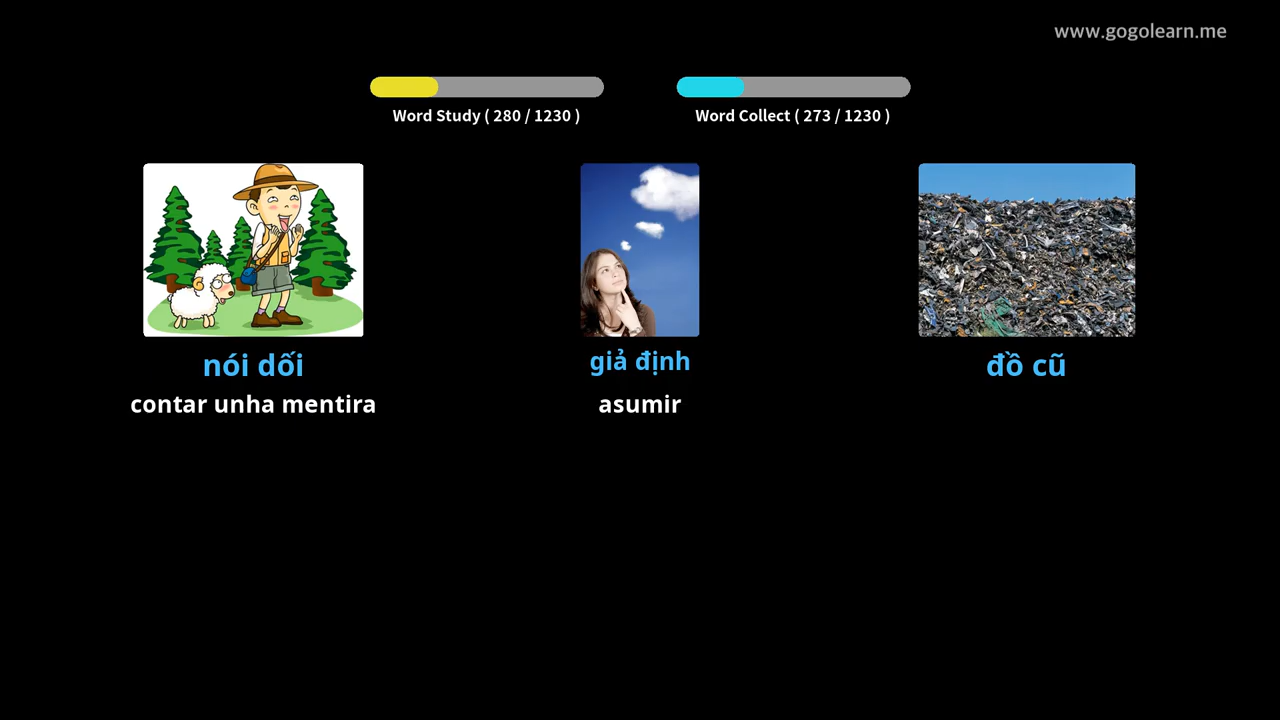 www.gogolearn.me
Word Study ( 280 / 1230 )
Word Collect ( 273 / 1230 )
nói dối
giả định
đồ cũ
contar unha mentira
asumir